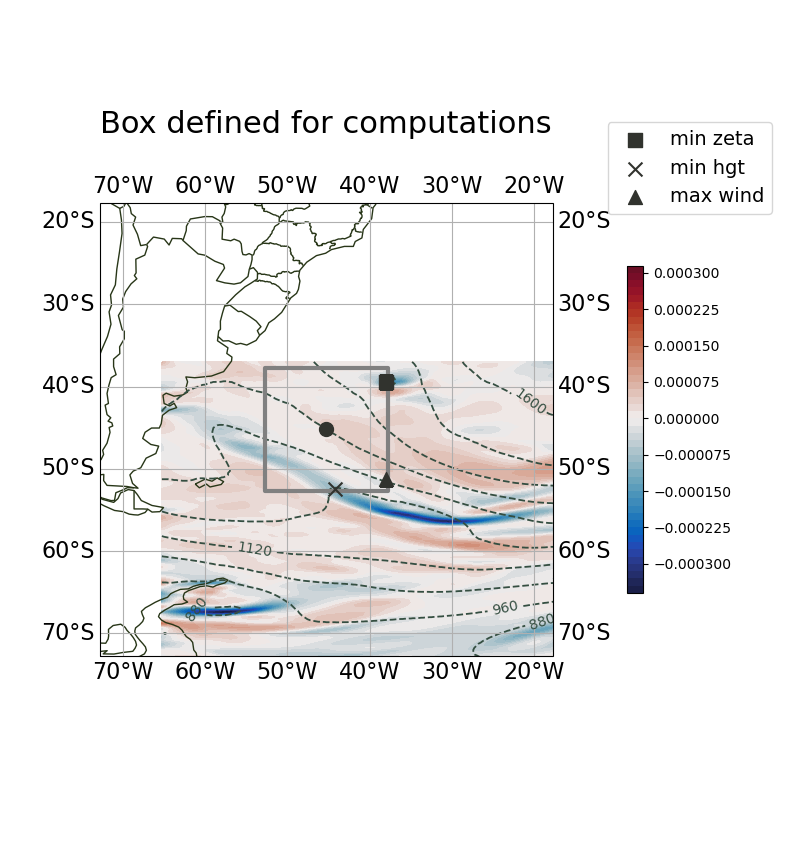 Box defined for computations
min zeta
min hgt
max wind
70°W 60°W 50°W 40°W 30°W 20°W
20°S 20°S
30°S 30°S
40°S 40°S
50°S 50°S
60°S 60°S
70°S 70°S
70°W 60°W 50°W 40°W 30°W 20°W
1600
1120
880
960
880
0.000300
0.000225
0.000150
0.000075
0.000000
−0.000075
−0.000150
−0.000225
−0.000300